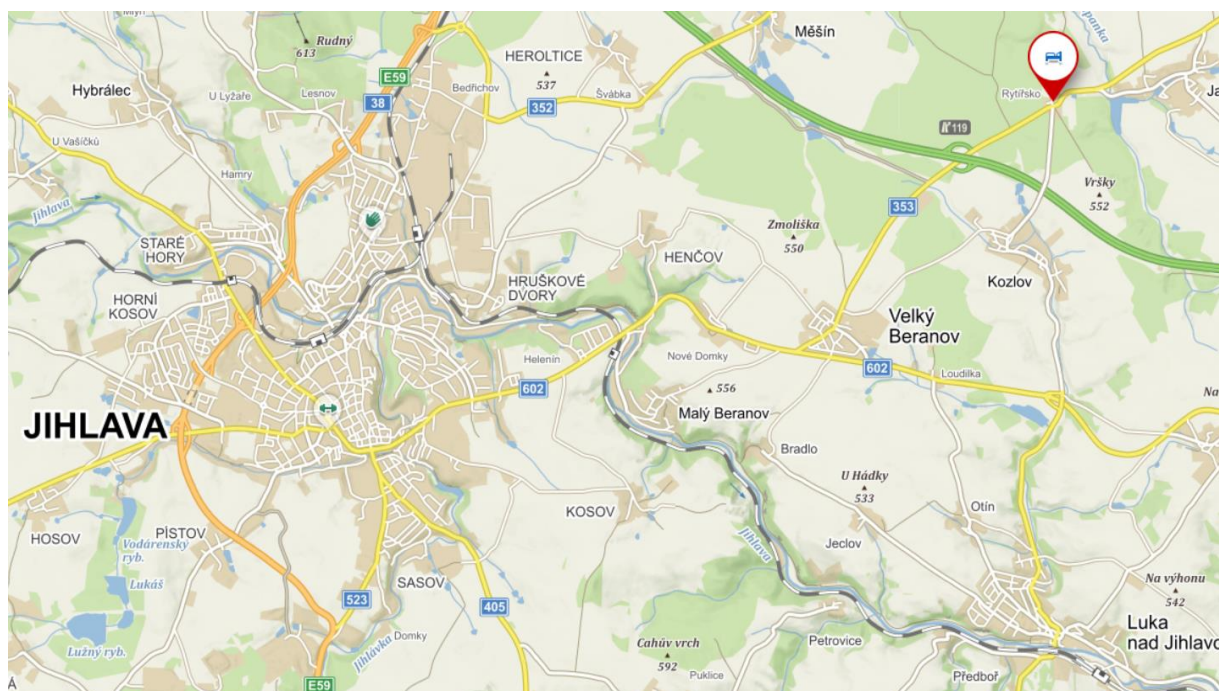 Rudný
613
HEROLTICE
537
Měšín
Rytířsko
Hybrálec
U Lyžaře
Lesnov
E59
38
Bedřichov
Švábka
352
119
U Vašíčků
Hamry
Jihlava
Vršky
552
353
Zmoliška
550
STARÉ
HORY
HENČOV
Kozlov
HORNÍ
KOSOV
HRUŠKOVÉ
DVORY
Velký
Beranov
Helenín
Nové Domky
602
Loudilka
602
556
Malý Beranov
JIHLAVA
Bradlo
U Hádky
533
Otín
HOSOV
PÍSTOV
KOSOV
Jihlava
Jeclov
Vodárenský
ryb.
Lukáš
SASOV
Na výhonu
542
523
405
Luka
nad Jihlavo
Domky
Jihlávka
Lužný ryb.
Cahův vrch
592
Petrovice
Puklice
Předboř
E59